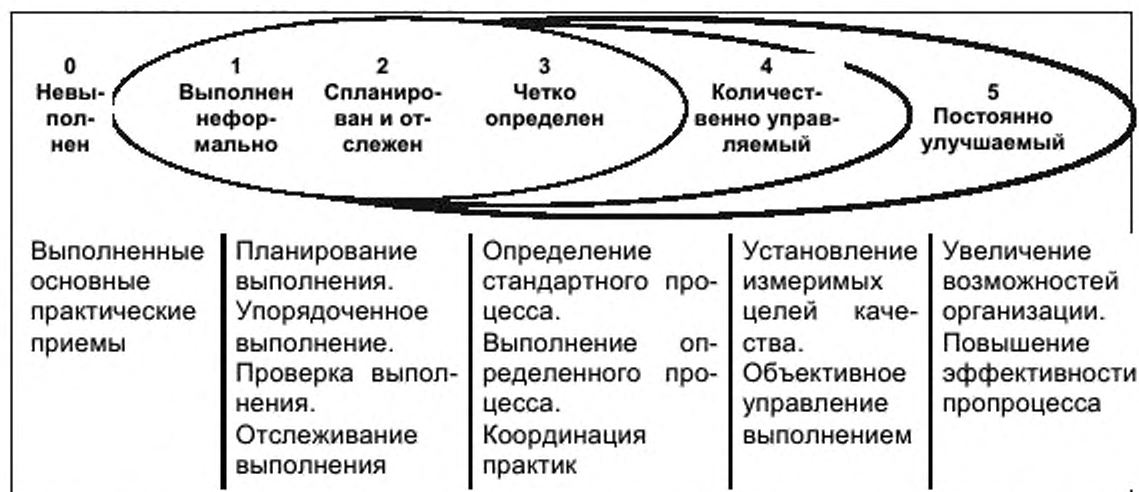 0
Невы-
пол-
нен
1
Выполнен
нефор-
мально
2
Спланиро-
ван и от-
слежен
3
Четко
определен
4
Количест-
венно управ-
ляемый
5
Постоянно
улучшаемый
Выполненные
основные
практические
приемы
Планирование
выполнения.
Упорядоченное
выполнение.
Проверка выпол-
нения.
Отслеживание
выполнения
Определение
стандартного про-
цесса.
Выполнение оп-
ределенного про-
цесса.
Координация
практик
Установление
измеримых
целей каче-
ства.
Объективное
управление
выполнением
Увеличение
возможностей
организации.
Повышение
эффективности
пропроцесса